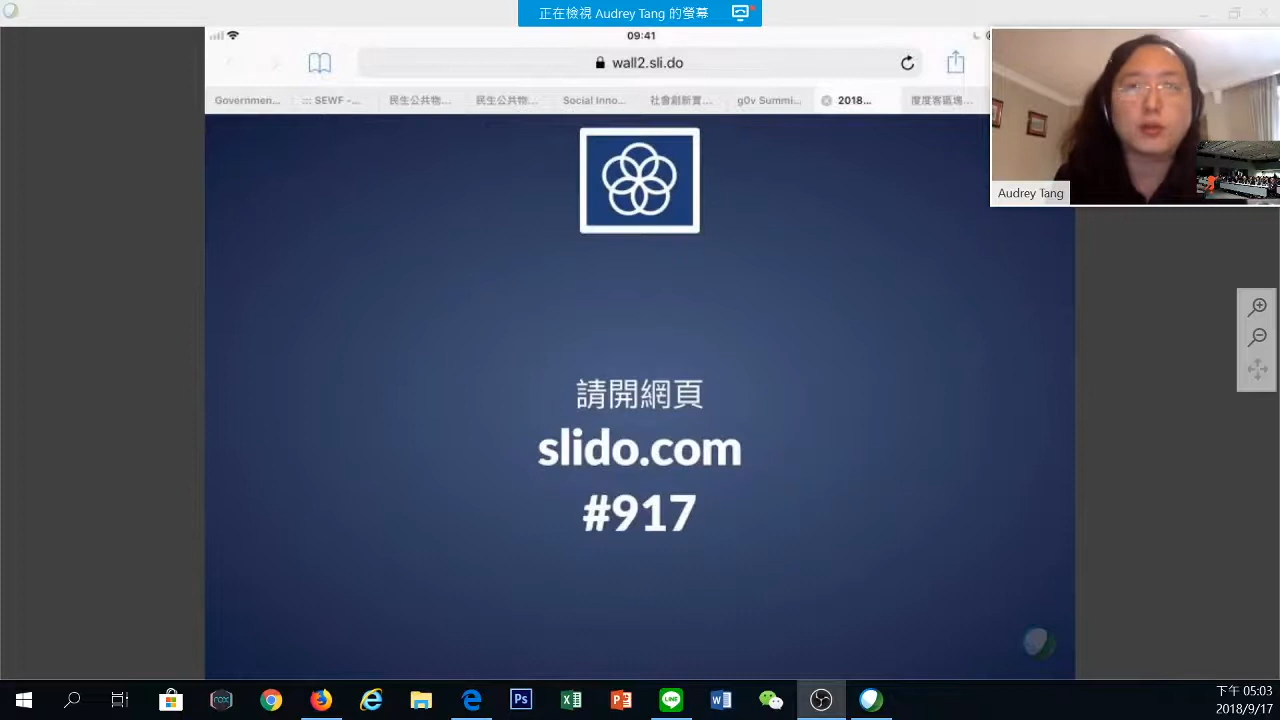 正在檢視 Audrey Tang 的螢幕
09:41
wall2.sli.do
Governmen...
::: SEWF -...
民生公共物...
民生公共物...
Social Inno...
社會創新實...
g0v Summi...
2018...
度度客區塊...
Audrey Tang
請開網頁
slido.com
#917
nox
Ps
LINE
下午 05:03
2018/9/17